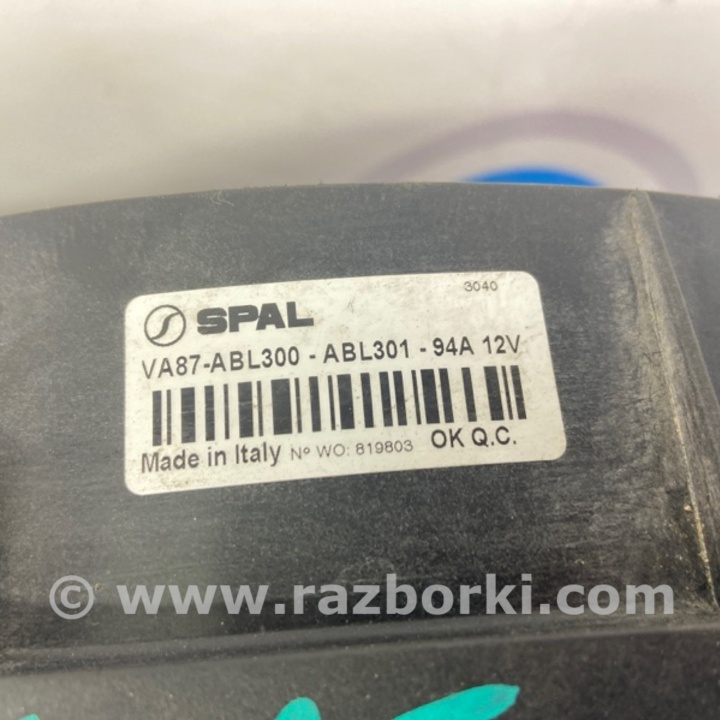 3040
SPAL
VA87-ABL300 - ABL301 - 94A 12V
Made in Italy Nº WO: 819803 OK Q.C.
© www.razborki.com